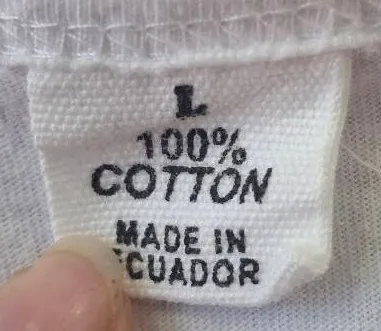 L
100%
COTTON
MADE IN
ECUADOR